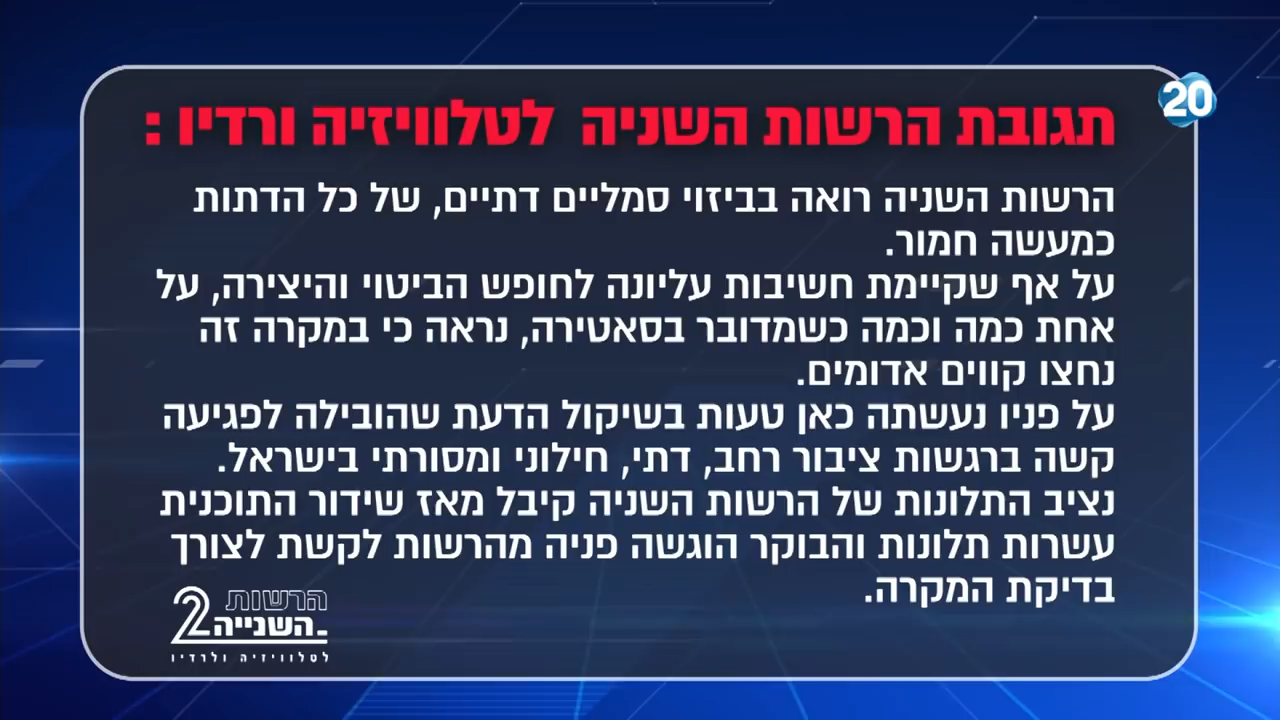 20
תגובת הרשות השניה לטלוויזיה ורדיו :
הרשות השניה רואה בביזוי סמליים דתיים, של כל הדתות
כמעשה חמור.
על אף שקיימת חשיבות עליונה לחופש הביטוי והיצירה, על
אחת כמה וכמה כשמדובר בסאטירה, נראה כי במקרה זה
נחצו קווים אדומים.
על פניו נעשתה כאן טעות בשיקול הדעת שהובילה לפגיעה
קשה ברגשות ציבור רחב, דתי, חילוני ומסורתי בישראל.
נציב התלונות של הרשות השניה קיבל מאז שידור התוכנית
עשרות תלונות והבוקר הוגשה פניה מהרשות לקשת לצורך
בדיקת המקרה.
הרשות
השנייה 2
לטלוויזיה ולרדיו